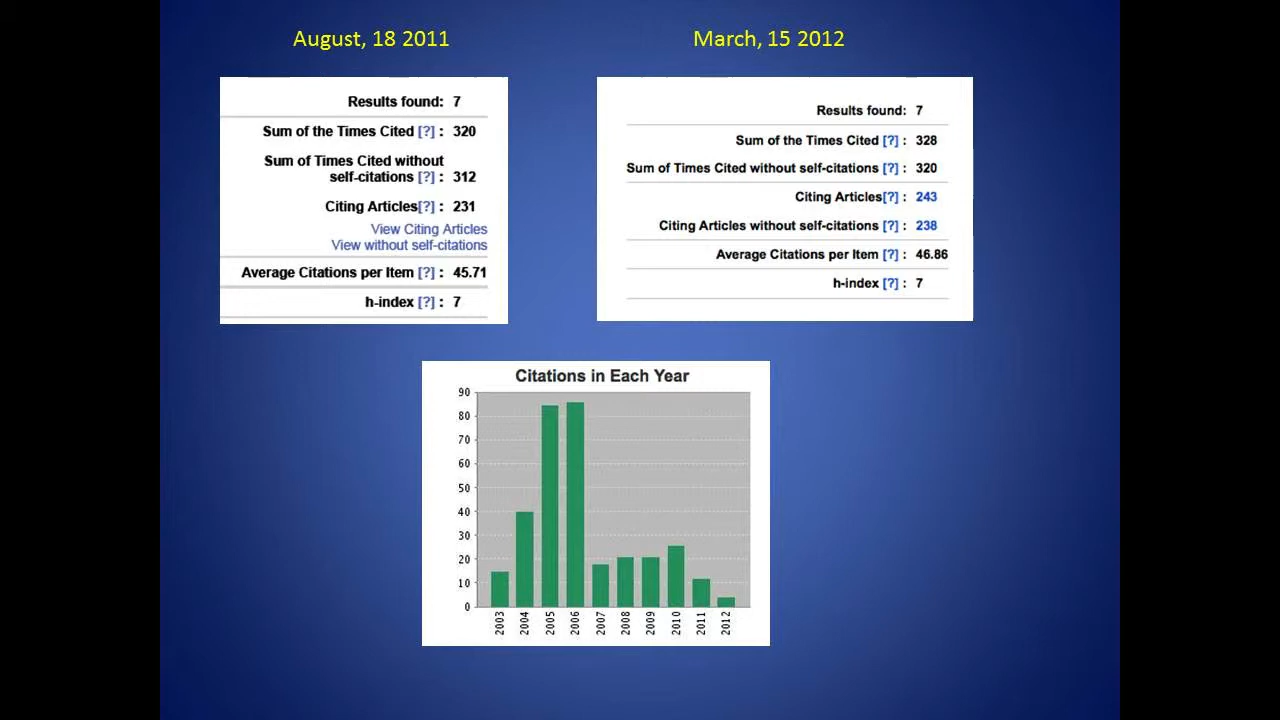 August, 18 2011
March, 15 2012
Results found: 7
Sum of the Times Cited [?] : 320
Sum of Times Cited without
self-citations [?] : 312
Citing Articles[?] : 231
View Citing Articles
View without self-citations
Average Citations per Item [?] : 45.71
h-index [?] : 7
Results found: 7
Sum of the Times Cited [?] : 328
Sum of Times Cited without self-citations [?] : 320
Citing Articles[?] : 243
Citing Articles without self-citations [?] : 238
Average Citations per Item [?] : 46.86
h-index [?] : 7
Citations in Each Year
90
80
70
60
50
40
30
20
10
0
2003 2004 2005 2006 2007 2008 2009 2010 2011 2012